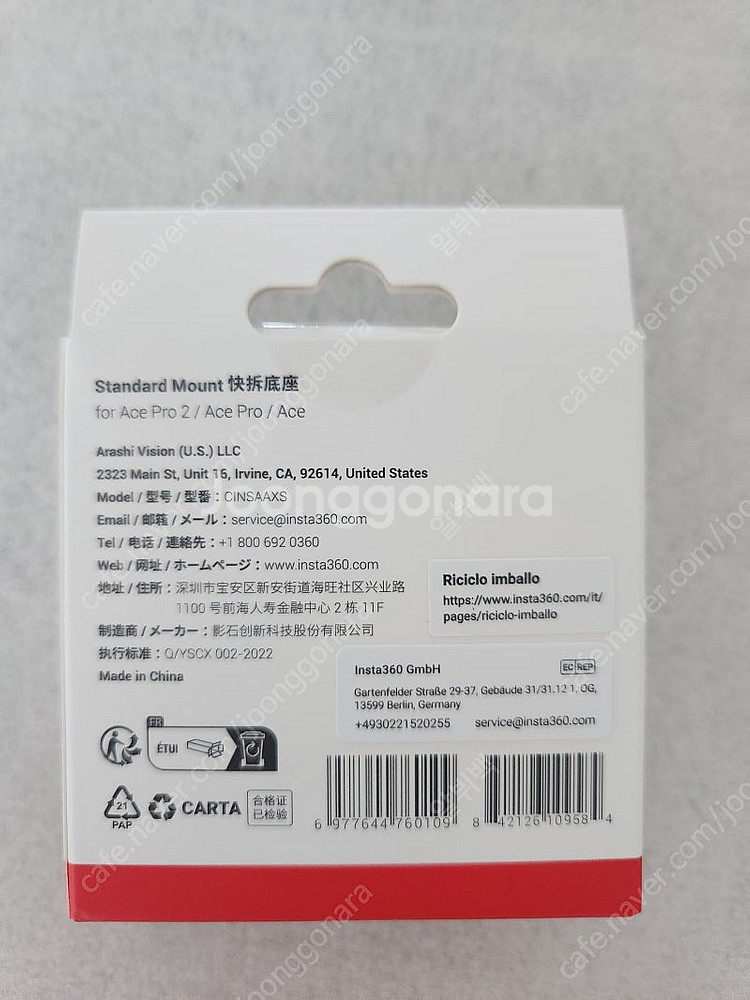 Standard Mount 快拆底座
for Ace Pro 2 / Ace Pro / Ace
Arashi Vision (U.S.) LLC
2323 Main St, Unit 16, Irvine, CA, 92614, United States
Model / 型号 / 型番：CINSAAXS
Email / 邮箱 / メール：service@insta360.com
Tel / 电话 / 連絡先：+1 800 692 0360
Web / 网址 / ホームページ：www.insta360.com
地址 / 住所：深圳市宝安区新安街道海旺社区兴业路
1100 号前海人寿金融中心 2 栋 11F
制造商 / メーカー：影石创新科技股份有限公司
执行标准：Q/YSCX 002-2022
Made in China
Riciclo imballo
https://www.insta360.com/it/
pages/riciclo-imballo
Insta360 GmbH
EC REP
Gartenfelder Straße 29-37, Gebäude 31/31.12 1. OG,
13599 Berlin, Germany
+4930221520255 service@insta360.com
FR
ÉTUI
21
PAP
CARTA
合格证
已检验
6 977644 760109
8 42126 10958 4
joonggonara
cafe.naver.com/joonggonara
알뷔백